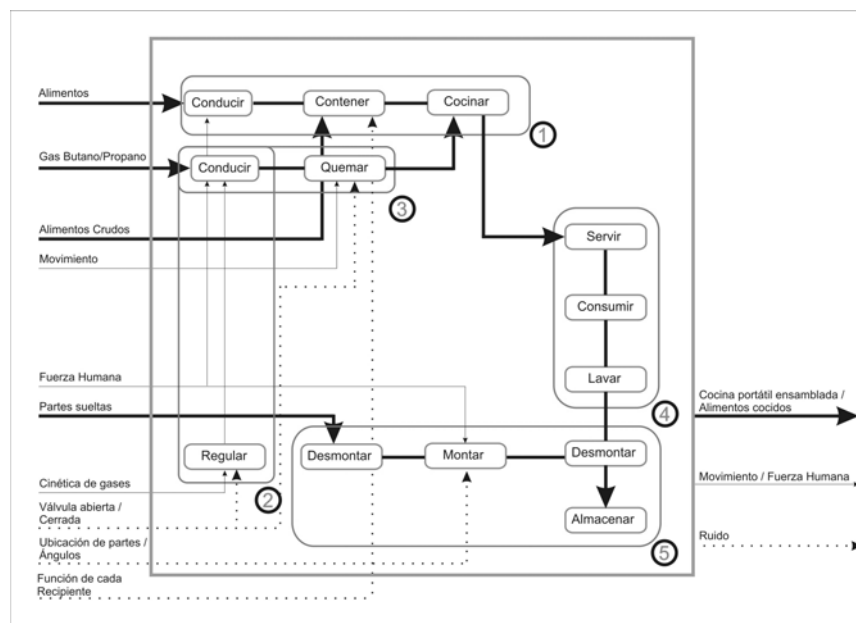 Alimentos
Conducir
Contener
Cocinar
1
Gas Butano/Propano
Conducir
Quemar
3
Alimentos Crudos
Movimiento
Servir
Consumir
Lavar
4
Fuerza Humana
Partes sueltas
Cocina portátil ensamblada /
Alimentos cocidos
Regular
2
Desmontar
Montar
Desmontar
Almacenar
5
Cinética de gases
Válvula abierta /
Cerrada
Ubicación de partes /
Ángulos
Función de cada
Recipiente
Movimiento / Fuerza Humana
Ruido